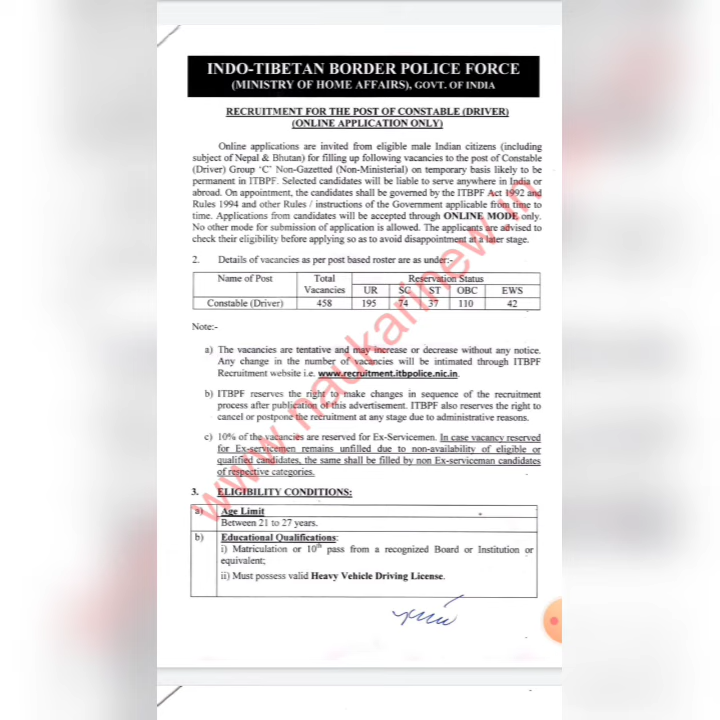 INDO-TIBETAN BORDER POLICE FORCE
(MINISTRY OF HOME AFFAIRS), GOVT. OF INDIA
RECRUITMENT FOR THE POST OF CONSTABLE (DRIVER)
(ONLINE APPLICATION ONLY)
Online applications are invited from eligible male Indian citizens (including
subject of Nepal & Bhutan) for filling up following vacancies to the post of Constable
(Driver) Group ‘C’ Non-Gazetted (Non-Ministerial) on temporary basis likely to be
permanent in ITBPF. Selected candidates will be liable to serve anywhere in India or
abroad. On appointment, the candidates shall be governed by the ITBPF Act 1992 and
Rules 1994 and other Rules / instructions of the Government applicable from time to
time. Applications from candidates will be accepted through ONLINE MODE only.
No other mode for submission of application is allowed. The applicants are advised to
check their eligibility before applying so as to avoid disappointment at a later stage.
2. Details of vacancies as per post based roster are as under:-
Name of Post Total Vacancies Reservation Status
UR SC ST OBC EWS
Constable (Driver) 458 195 74 37 110 42
Note:-
a) The vacancies are tentative and may increase or decrease without any notice.
Any change in the number of vacancies will be intimated through ITBPF
Recruitment website i.e. www.recruitment.itbpolice.nic.in.
b) ITBPF reserves the right to make changes in sequence of the recruitment
process after publication of this advertisement. ITBPF also reserves the right to
cancel or postpone the recruitment at any stage due to administrative reasons.
c) 10% of the vacancies are reserved for Ex-Servicemen. In case vacancy reserved
for Ex-servicemen remains unfilled due to non-availability of eligible or
qualified candidates, the same shall be filled by non Ex-serviceman candidates
of respective categories.
3. ELIGIBILITY CONDITIONS:
a) Age Limit
Between 21 to 27 years.
b) Educational Qualifications:
i) Matriculation or 10th pass from a recognized Board or Institution or
equivalent;
ii) Must possess valid Heavy Vehicle Driving License.
www.naukarinew.in